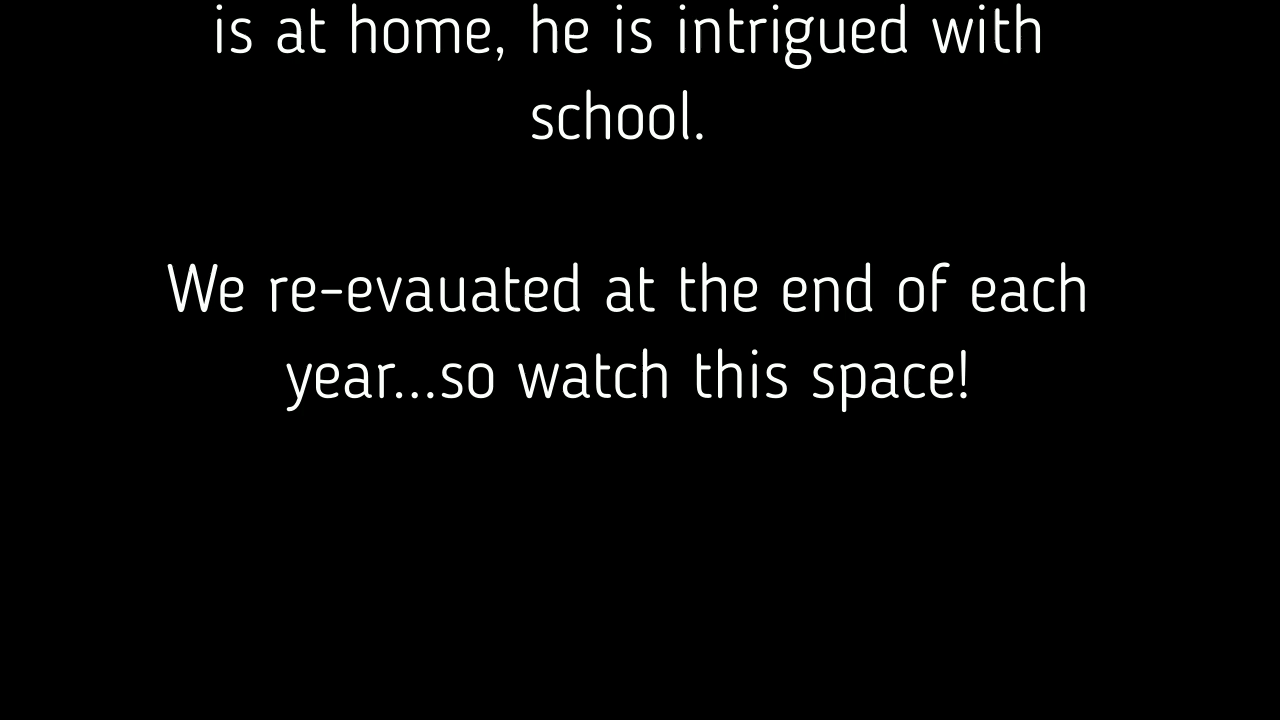 is at home, he is intrigued with
school.
We re-evauated at the end of each
year...so watch this space!